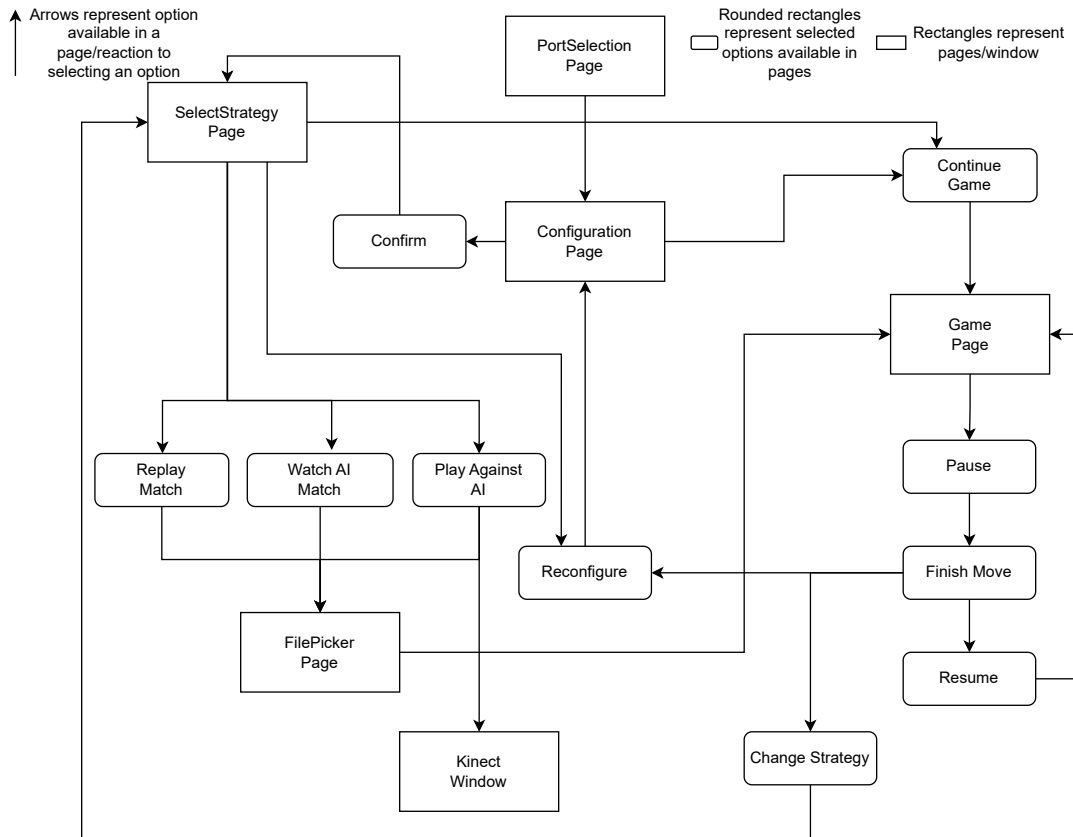 Arrows represent option
available in a
page/reaction to
selecting an option
PortSelection
Page
Rounded rectangles
represent selected
options available in
pages
Rectangles represent
pages/window
SelectStrategy
Page
Continue
Game
Confirm
Configuration
Page
Game
Page
Replay
Match
Watch AI
Match
Play Against
AI
Pause
Reconfigure
Finish Move
FilePicker
Page
Resume
Kinect
Window
Change Strategy